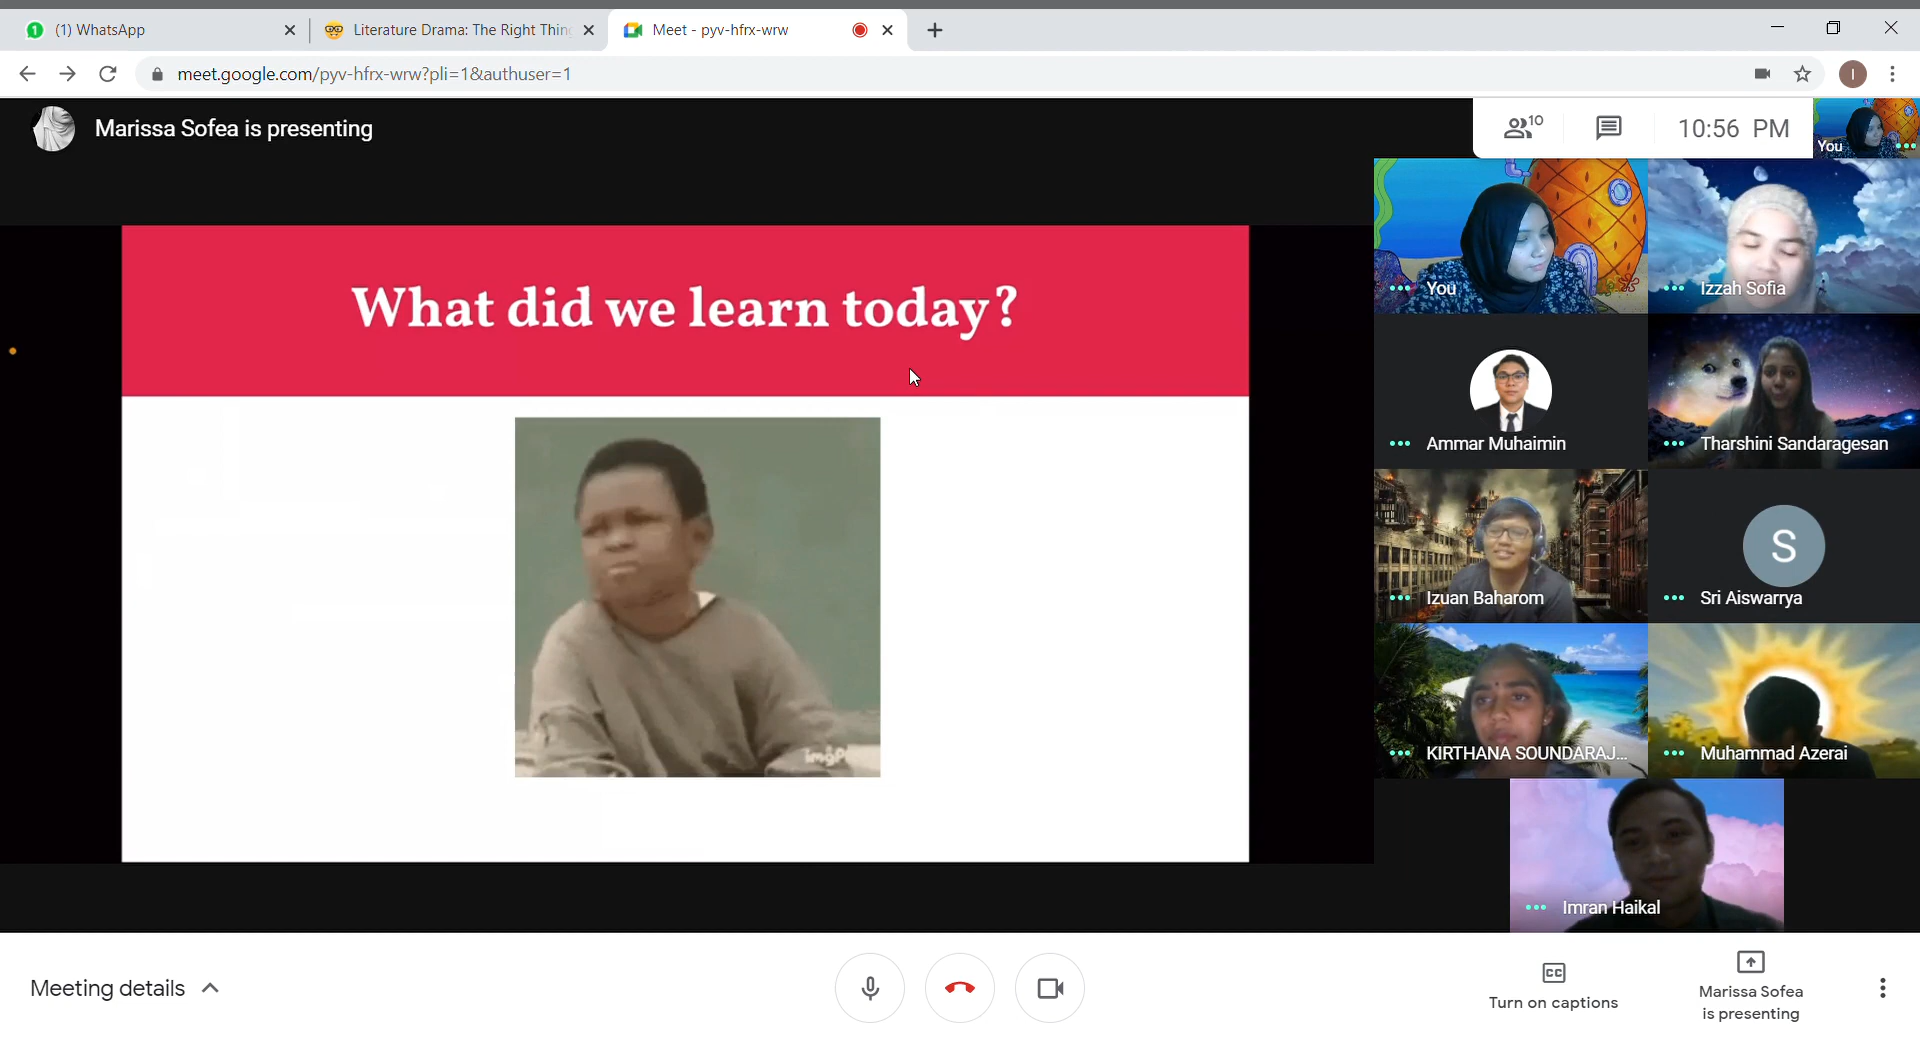 1
(1) WhatsApp
Literature Drama: The Right Thin
Meet - pyv-hfrx-wrw
meet.google.com/pyv-hfrx-wrw?pli=1&authuser=1
I
Marissa Sofea is presenting
10
10:56 PM
You
What did we learn today?
You
Izzah Sofia
Ammar Muhaimin
Tharshini Sandaragesan
Izuan Baharom
S
Sri Aiswarrya
KIRTHANA SOUNDARAJ...
Muhammad Azerai
Imran Haikal
Meeting details
CC
Turn on captions
Marissa Sofea
is presenting